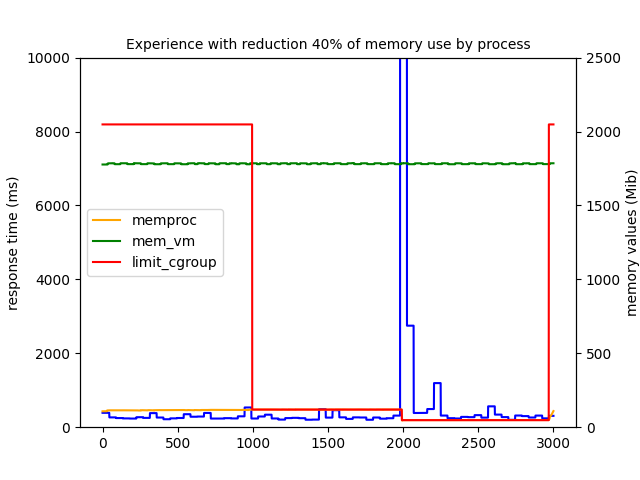 Experience with reduction 40% of memory use by process
10000
8000
6000
4000
2000
0
response time (ms)
2500
2000
1500
1000
500
0
memory values (Mib)
memproc
mem_vm
limit_cgroup
0 500 1000 1500 2000 2500 3000